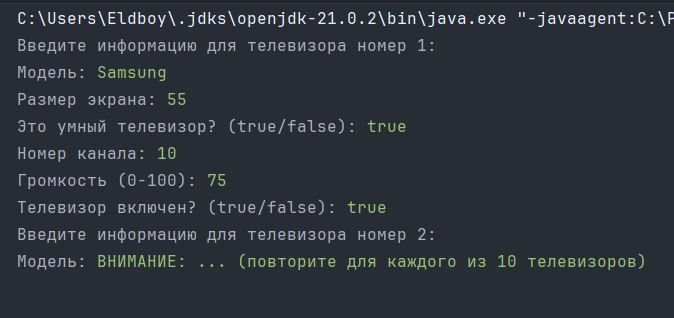 C:\Users\Eldboy\.jdks\openjdk-21.0.2\bin\java.exe "-javaagent:C:\P
Введите информацию для телевизора номер 1:
Модель: Samsung
Размер экрана: 55
Это умный телевизор? (true/false): true
Номер канала: 10
Громкость (0-100): 75
Телевизор включен? (true/false): true
Введите информацию для телевизора номер 2:
Модель: ВНИМАНИЕ: ... (повторите для каждого из 10 телевизоров)